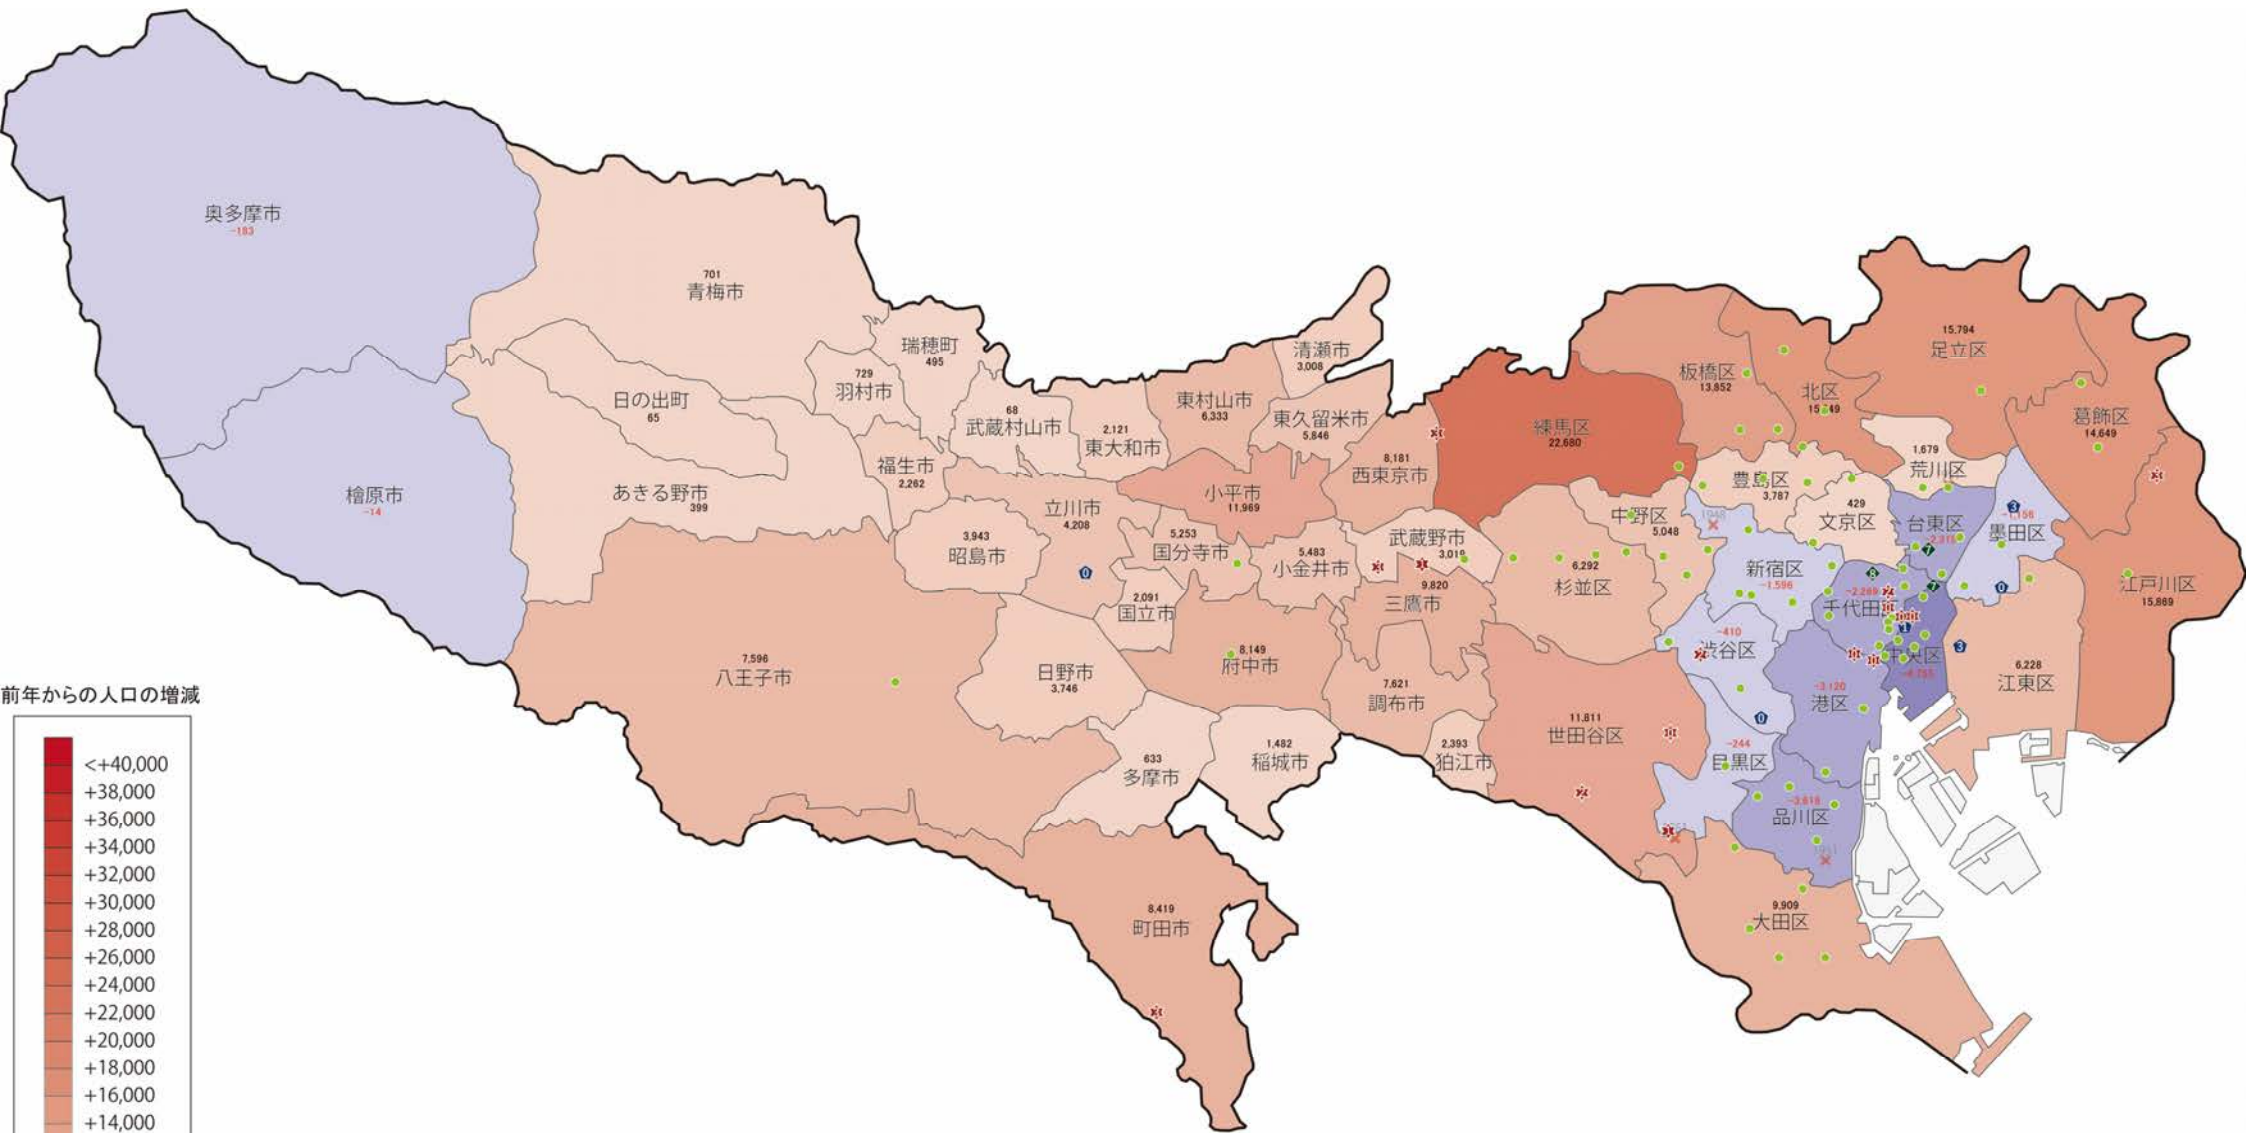 奥多摩市
-183
701
青梅市
瑞穂町
495
729
羽村市
日の出町
65
68
武蔵村山市
2,121
東大和市
東村山市
6,333
清瀬市
3,008
東久留米市
5,846
8,181
西東京市
練馬区
22,680
板橋区
13,852
北区
15,794
足立区
葛飾区
14,649
檜原市
-14
あきる野市
399
福生市
2,262
立川市
4,208
小平市
11,969
3,943
昭島市
5,253
国分寺市
5,483
小金井市
武蔵野市
9,820
三鷹市
2,091
国立市
6,292
杉並区
中野区
5,048
豊島区
3,787
429
文京区
1,679
荒川区
台東区
墨田区
新宿区
-1,596
千代田区
-410
渋谷区
中央区
江戸川区
15,869
6,228
江東区
7,596
八王子市
日野市
3,746
8,149
府中市
7,621
調布市
2,393
狛江市
633
多摩市
1,482
稲城市
11,811
世田谷区
-244
目黒区
-3,120
港区
品川区
9,909
大田区
8,419
町田市
前年からの人口の増減
<+40,000
+38,000
+36,000
+34,000
+32,000
+30,000
+28,000
+26,000
+24,000
+22,000
+20,000
+18,000
+16,000
+14,000